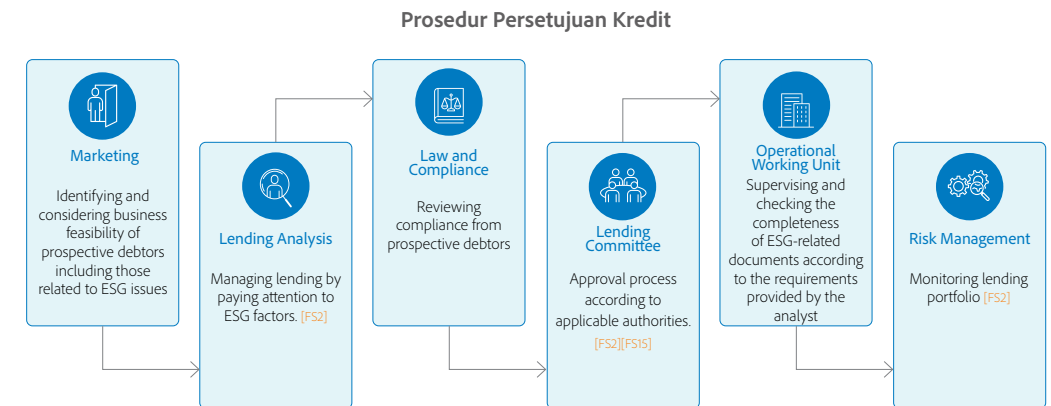 Prosedur Persetujuan Kredit
Marketing
Identifying and
considering business
feasibility of
prospective debtors
including those
related to ESG issues
Lending Analysis
Managing lending by
paying attention to
ESG factors. [FS2]
Law and
Compliance
Reviewing
compliance from
prospective debtors
Lending
Committee
Approval process
according to
applicable authorities.
[FS2][FS15]
Operational
Working Unit
Supervising and
checking the
completeness
of ESG-related
documents according
to the requirements
provided by the
analyst
Risk Management
Monitoring lending
portfolio [FS2]